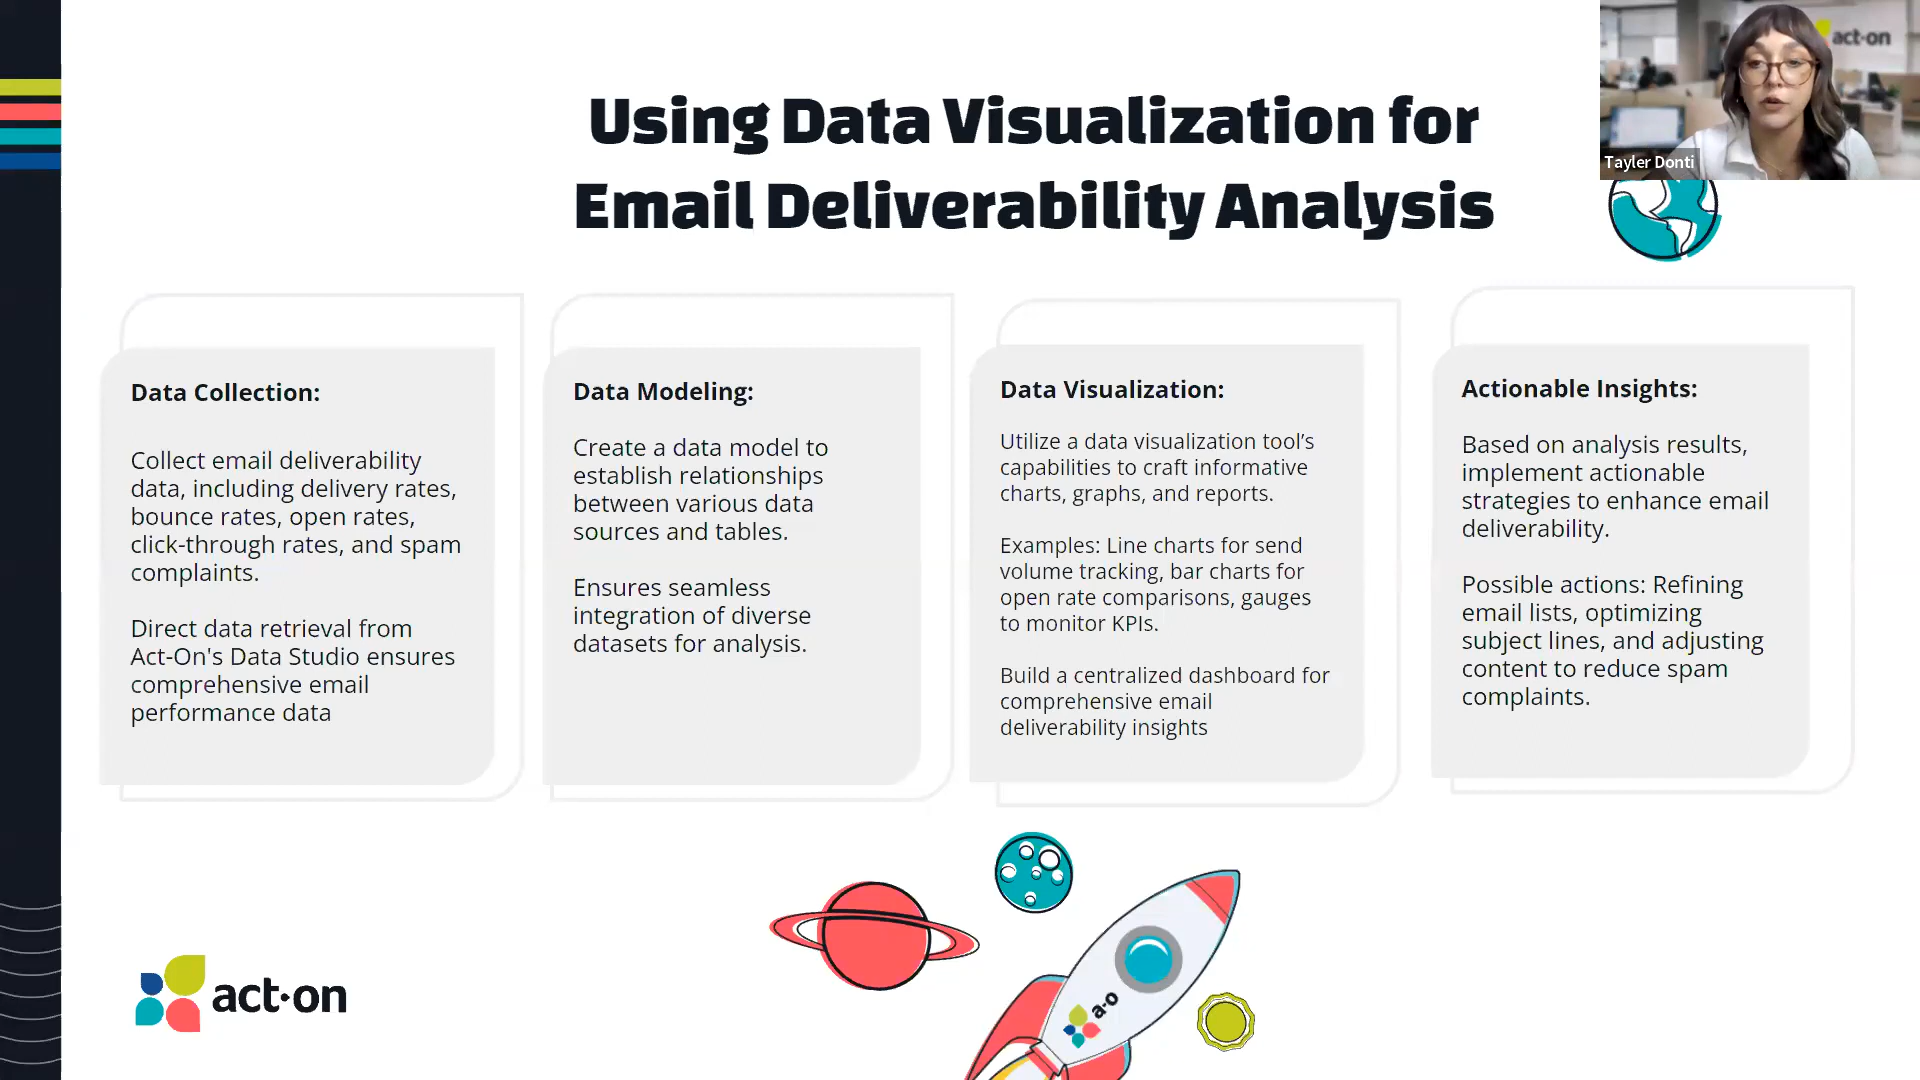 act·on
Tayler Donti
Using Data Visualization for
Email Deliverability Analysis
Data Collection:
Collect email deliverability
data, including delivery rates,
bounce rates, open rates,
click-through rates, and spam
complaints.
Direct data retrieval from
Act-On's Data Studio ensures
comprehensive email
performance data
Data Modeling:
Create a data model to
establish relationships
between various data
sources and tables.
Ensures seamless
integration of diverse
datasets for analysis.
Data Visualization:
Utilize a data visualization tool’s
capabilities to craft informative
charts, graphs, and reports.
Examples: Line charts for send
volume tracking, bar charts for
open rate comparisons, gauges
to monitor KPIs.
Build a centralized dashboard for
comprehensive email
deliverability insights
Actionable Insights:
Based on analysis results,
implement actionable
strategies to enhance email
deliverability.
Possible actions: Refining
email lists, optimizing
subject lines, and adjusting
content to reduce spam
complaints.
act·on
a·o